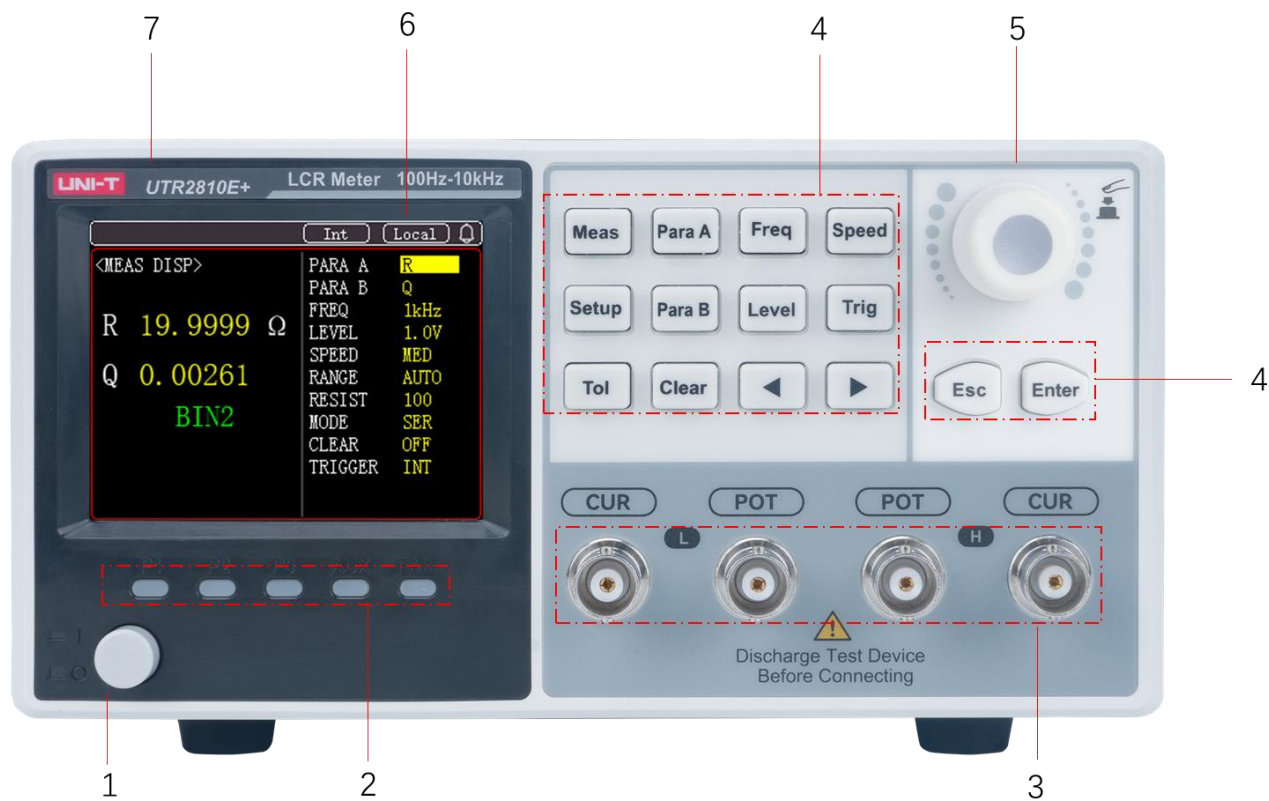 7
6
4
5
UNI-T UTR2810E+ LCR Meter 100Hz-10kHz
Int Local
<MEAS DISP>
R 19.9999 Ω
Q 0.00261
BIN2
PARA A R
PARA B Q
FREQ 1kHz
LEVEL 1.0V
SPEED MED
RANGE AUTO
RESIST 100
MODE SER
CLEAR OFF
TRIGGER INT
Meas Para A Freq Speed
Setup Para B Level Trig
Tol Clear
Esc Enter
4
CUR POT POT CUR
L H
Discharge Test Device
Before Connecting
1
2
3